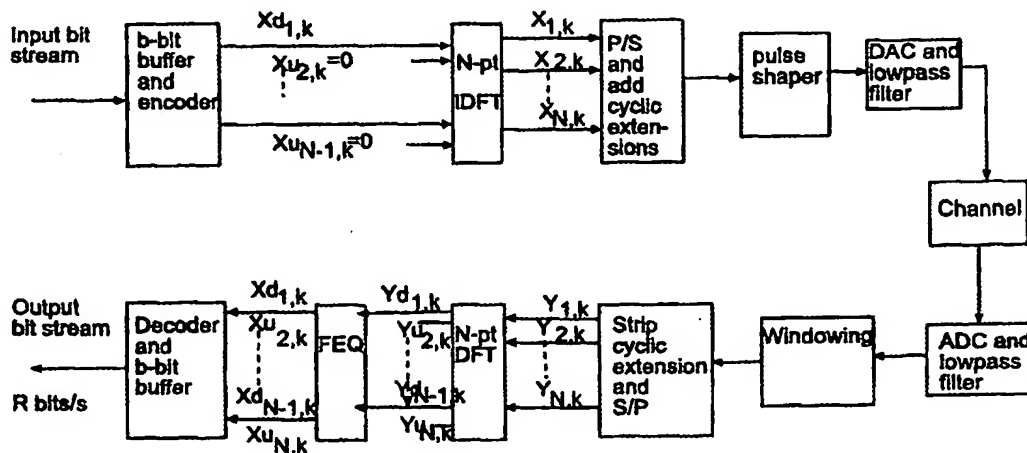 Input bit
stream
b-bit
buffer
and
encoder
Xd1,k
Xu2,k=0
XuN-1,k=0
N-pt
IDFT
X1,k
X2,k
XN,k
P/S
and
add
cyclic
exten-
sions
pulse
shaper
DAC and
lowpass
filter
Channel
Output
bit stream
R bits/s
Decoder
and
b-bit
buffer
Xd1,k
Xu2,k
XdN-1,k
XuN,k
FEQ
Yd1,k
Yu2,k
YdN-1,k
YuN,k
N-pt
DFT
Y1,k
Y2,k
YN,k
Strip
cyclic
extension
and
S/P
Windowing
ADC and
lowpass
filter